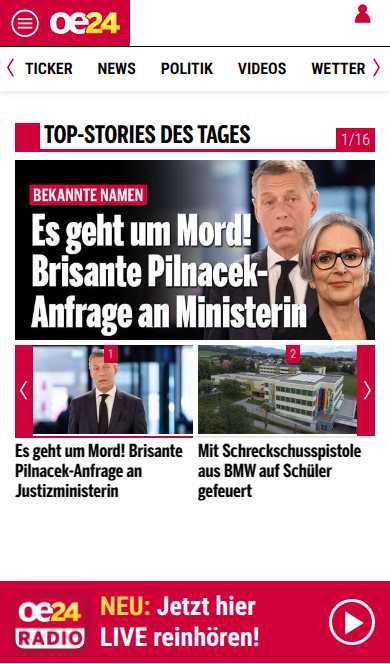 oe24
TICKER NEWS POLITIK VIDEOS WETTER
TOP-STORIES DES TAGES
1/16
BEKANNTE NAMEN
Es geht um Mord!
Brisante Pilnacek-
Anfrage an Ministerin
1
2
Es geht um Mord! Brisante
Pilnacek-Anfrage an
Justizministerin
Mit Schreckschusspistole
aus BMW auf Schüler
gefeuert
oe24
RADIO
NEU: Jetzt hier
LIVE reinhören!